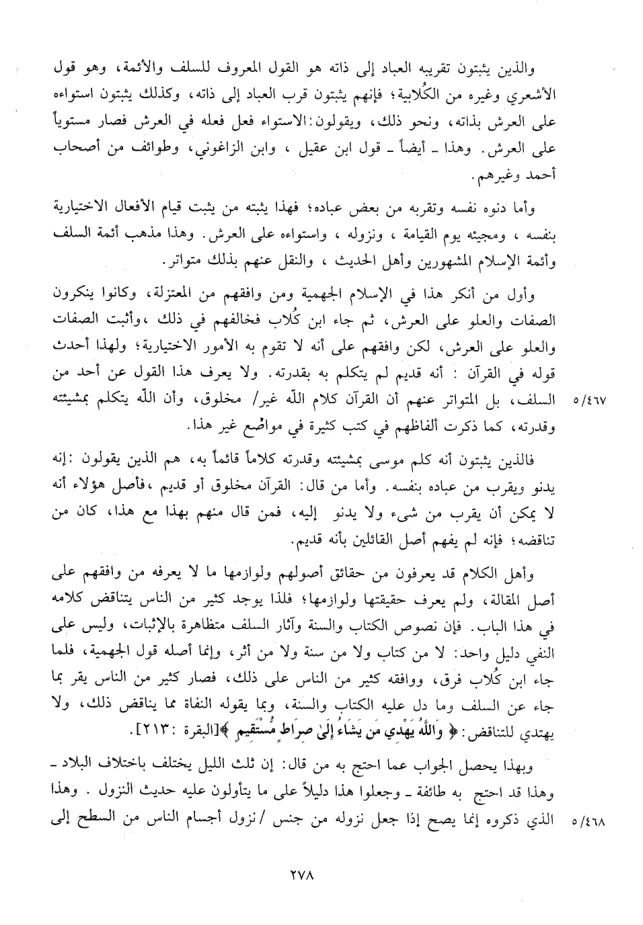 والذين يثبتون تقريبه العباد إلى ذاته هو القول المعروف للسلف والأئمة، وهو قول
الأشعري وغيره من الكُلابية؛ فإنهم يثبتون قرب العباد إلى ذاته، وكذلك يثبتون استواءه
على العرش بذاته، ونحو ذلك، ويقولون: الاستواء فعل فعله في العرش فصار مستوياً
على العرش. وهذا ـ أيضاً ـ قول ابن عقيل ، وابن الزاغوني، وطوائف من أصحاب
أحمد وغيرهم.
وأما دنوه نفسه وتقربه من بعض عباده؛ فهذا يثبته من يثبت قيام الأفعال الاختيارية
بنفسه ، ومجيئه يوم القيامة ، ونزوله ، واستواءه على العرش. وهذا مذهب أئمة السلف
وأئمة الإسلام المشهورين وأهل الحديث ، والنقل عنهم بذلك متواتر.
وأول من أنكر هذا في الإسلام الجهمية ومن وافقهم من المعتزلة، وكانوا ينكرون
الصفات والعلو على العرش، ثم جاء ابن كُلاب فخالفهم في ذلك ،وأثبت الصفات
والعلو على العرش، لكن وافقهم على أنه لا تقوم به الأمور الاختيارية؛ ولهذا أحدث
قوله في القرآن : أنه قديم لم يتكلم به بقدرته. ولا يعرف هذا القول عن أحد من
السلف، بل المتواتر عنهم أن القرآن كلام الله غير/ مخلوق، وأن الله يتكلم بمشيئته ٥/٤٦٧
وقدرته، كما ذكرت ألفاظهم في كتب كثيرة في مواضع غير هذا.
فالذين يثبتون أنه كلم موسى بمشيئته وقدرته كلاماً قائماً به، هم الذين يقولون :إنه
يدنو ويقرب من عباده بنفسه. وأما من قال: القرآن مخلوق أو قديم ،فأصل هؤلاء أنه
لا يمكن أن يقرب من شىء ولا يدنو إليه، فمن قال منهم بهذا مع هذا، كان من
تناقضه؛ فإنه لم يفهم أصل القائلين بأنه قديم.
وأهل الكلام قد يعرفون من حقائق أصولهم ولوازمها ما لا يعرفه من وافقهم على
أصل المقالة، ولم يعرف حقيقتها ولوازمها؛ فلذا يوجد كثير من الناس يتناقض كلامه
في هذا الباب. فإن نصوص الكتاب والسنة وآثار السلف متظاهرة بالإثبات، وليس على
النفي دليل واحد: لا من كتاب ولا من سنة ولا من أثر، وإنما أصله قول الجهمية، فلما
جاء ابن كُلاب فرق، ووافقه كثير من الناس على ذلك، فصار كثير من الناس يقر بما
جاء عن السلف وما دل عليه الكتاب والسنة، وبما يقوله النفاة مما يناقض ذلك، ولا
يهتدي للتناقض: ﴿ وَاللَّهُ يَهْدِي مَن يَشَاءُ إِلَىٰ صِرَاطٍ مُّسْتَقِيمٍ ﴾[البقرة :٢١٣].
وبهذا يحصل الجواب عما احتج به من قال: إن ثلث الليل يختلف باختلاف البلاد ـ
وهذا قد احتج به طائفة ـ وجعلوا هذا دليلاً على ما يتأولون عليه حديث النزول . وهذا
الذي ذكروه إنما يصح إذا جعل نزوله من جنس /نزول أجسام الناس من السطح إلى ٥/٤٦٨
٢٧٨